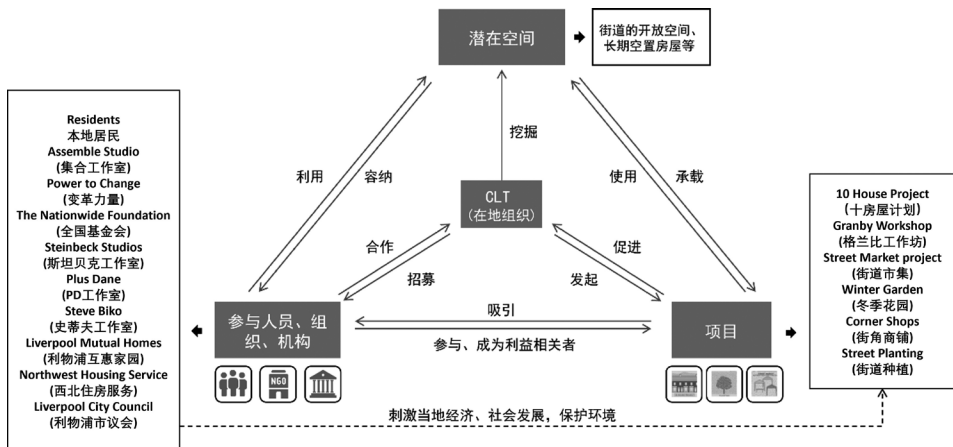 潜在空间
街道的开放空间、
长期空置房屋等
Residents
本地居民
Assemble Studio
(集合工作室)
Power to Change
(变革力量)
The Nationwide Foundation
(全国基金会)
Steinbeck Studios
(斯坦贝克工作室)
Plus Dane
(PD工作室)
Steve Biko
(史蒂夫工作室)
Liverpool Mutual Homes
(利物浦互惠家园)
Northwest Housing Service
(西北住房服务)
Liverpool City Council
(利物浦市议会)
挖掘
利用
容纳
使用
承载
CLT
(在地组织)
合作
招募
促进
发起
吸引
参与、成为利益相关者
参与人员、组
织、机构
项目
NGO
10 House Project
(十房屋计划)
Granby Workshop
(格兰比工作坊)
Street Market project
(街道市集)
Winter Garden
(冬季花园)
Corner Shops
(街角商铺)
Street Planting
(街道种植)
刺激当地经济、社会发展，保护环境